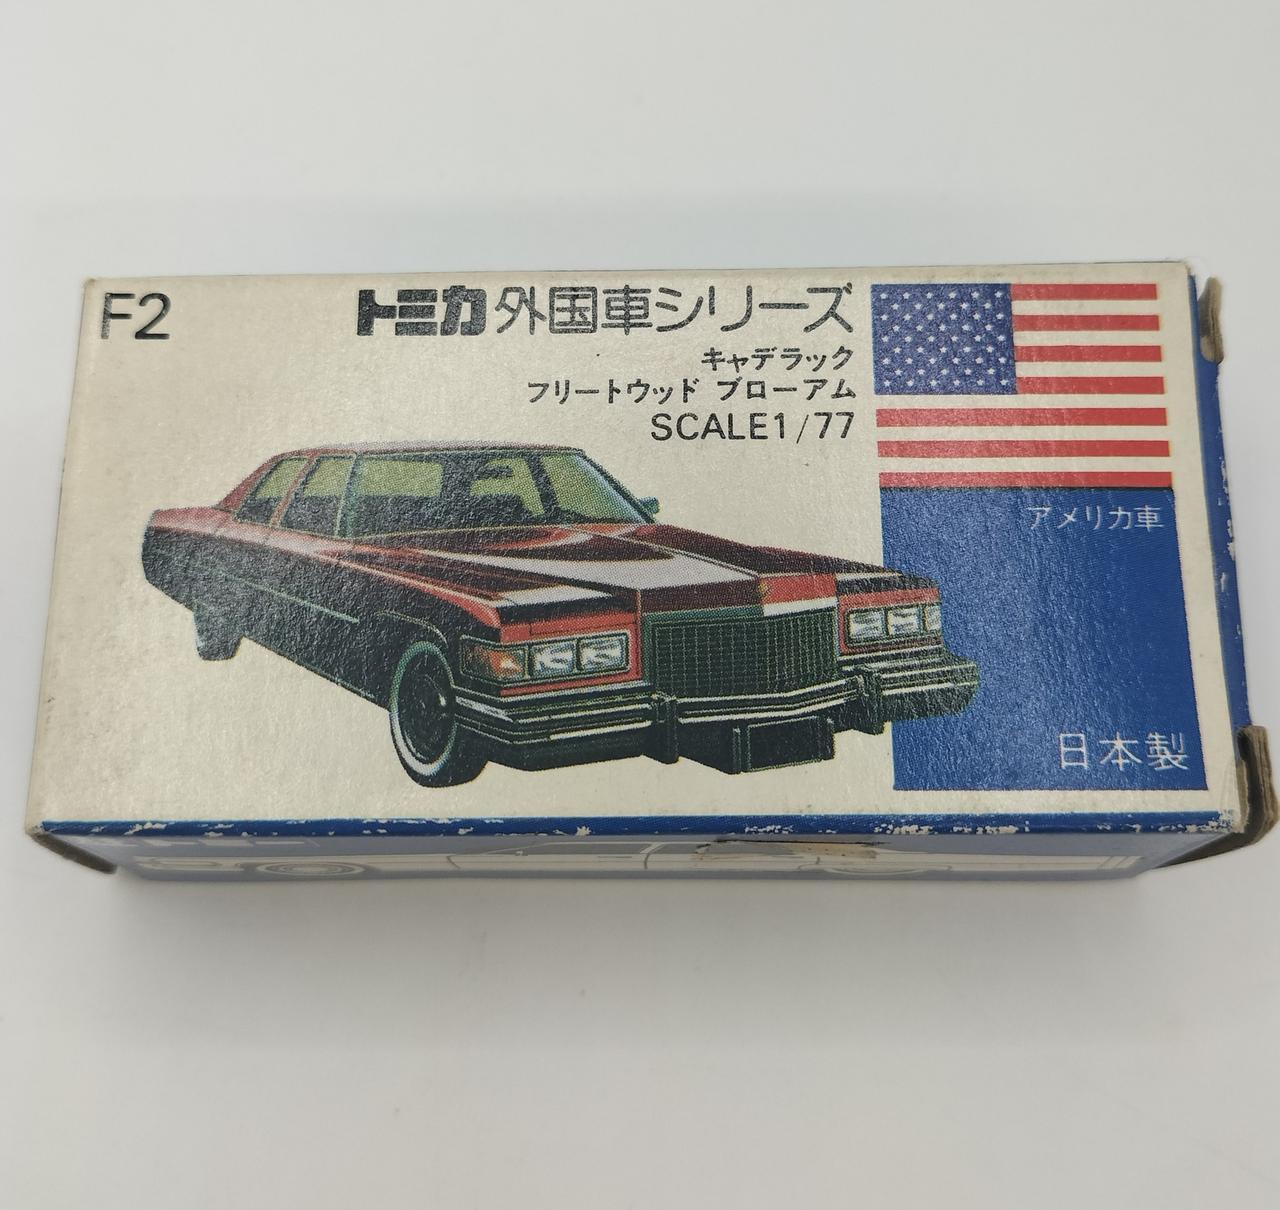 F2
トミカ 外国車シリーズ
キャデラック
フリートウッド ブローアム
SCALE1/77
アメリカ車
日本製